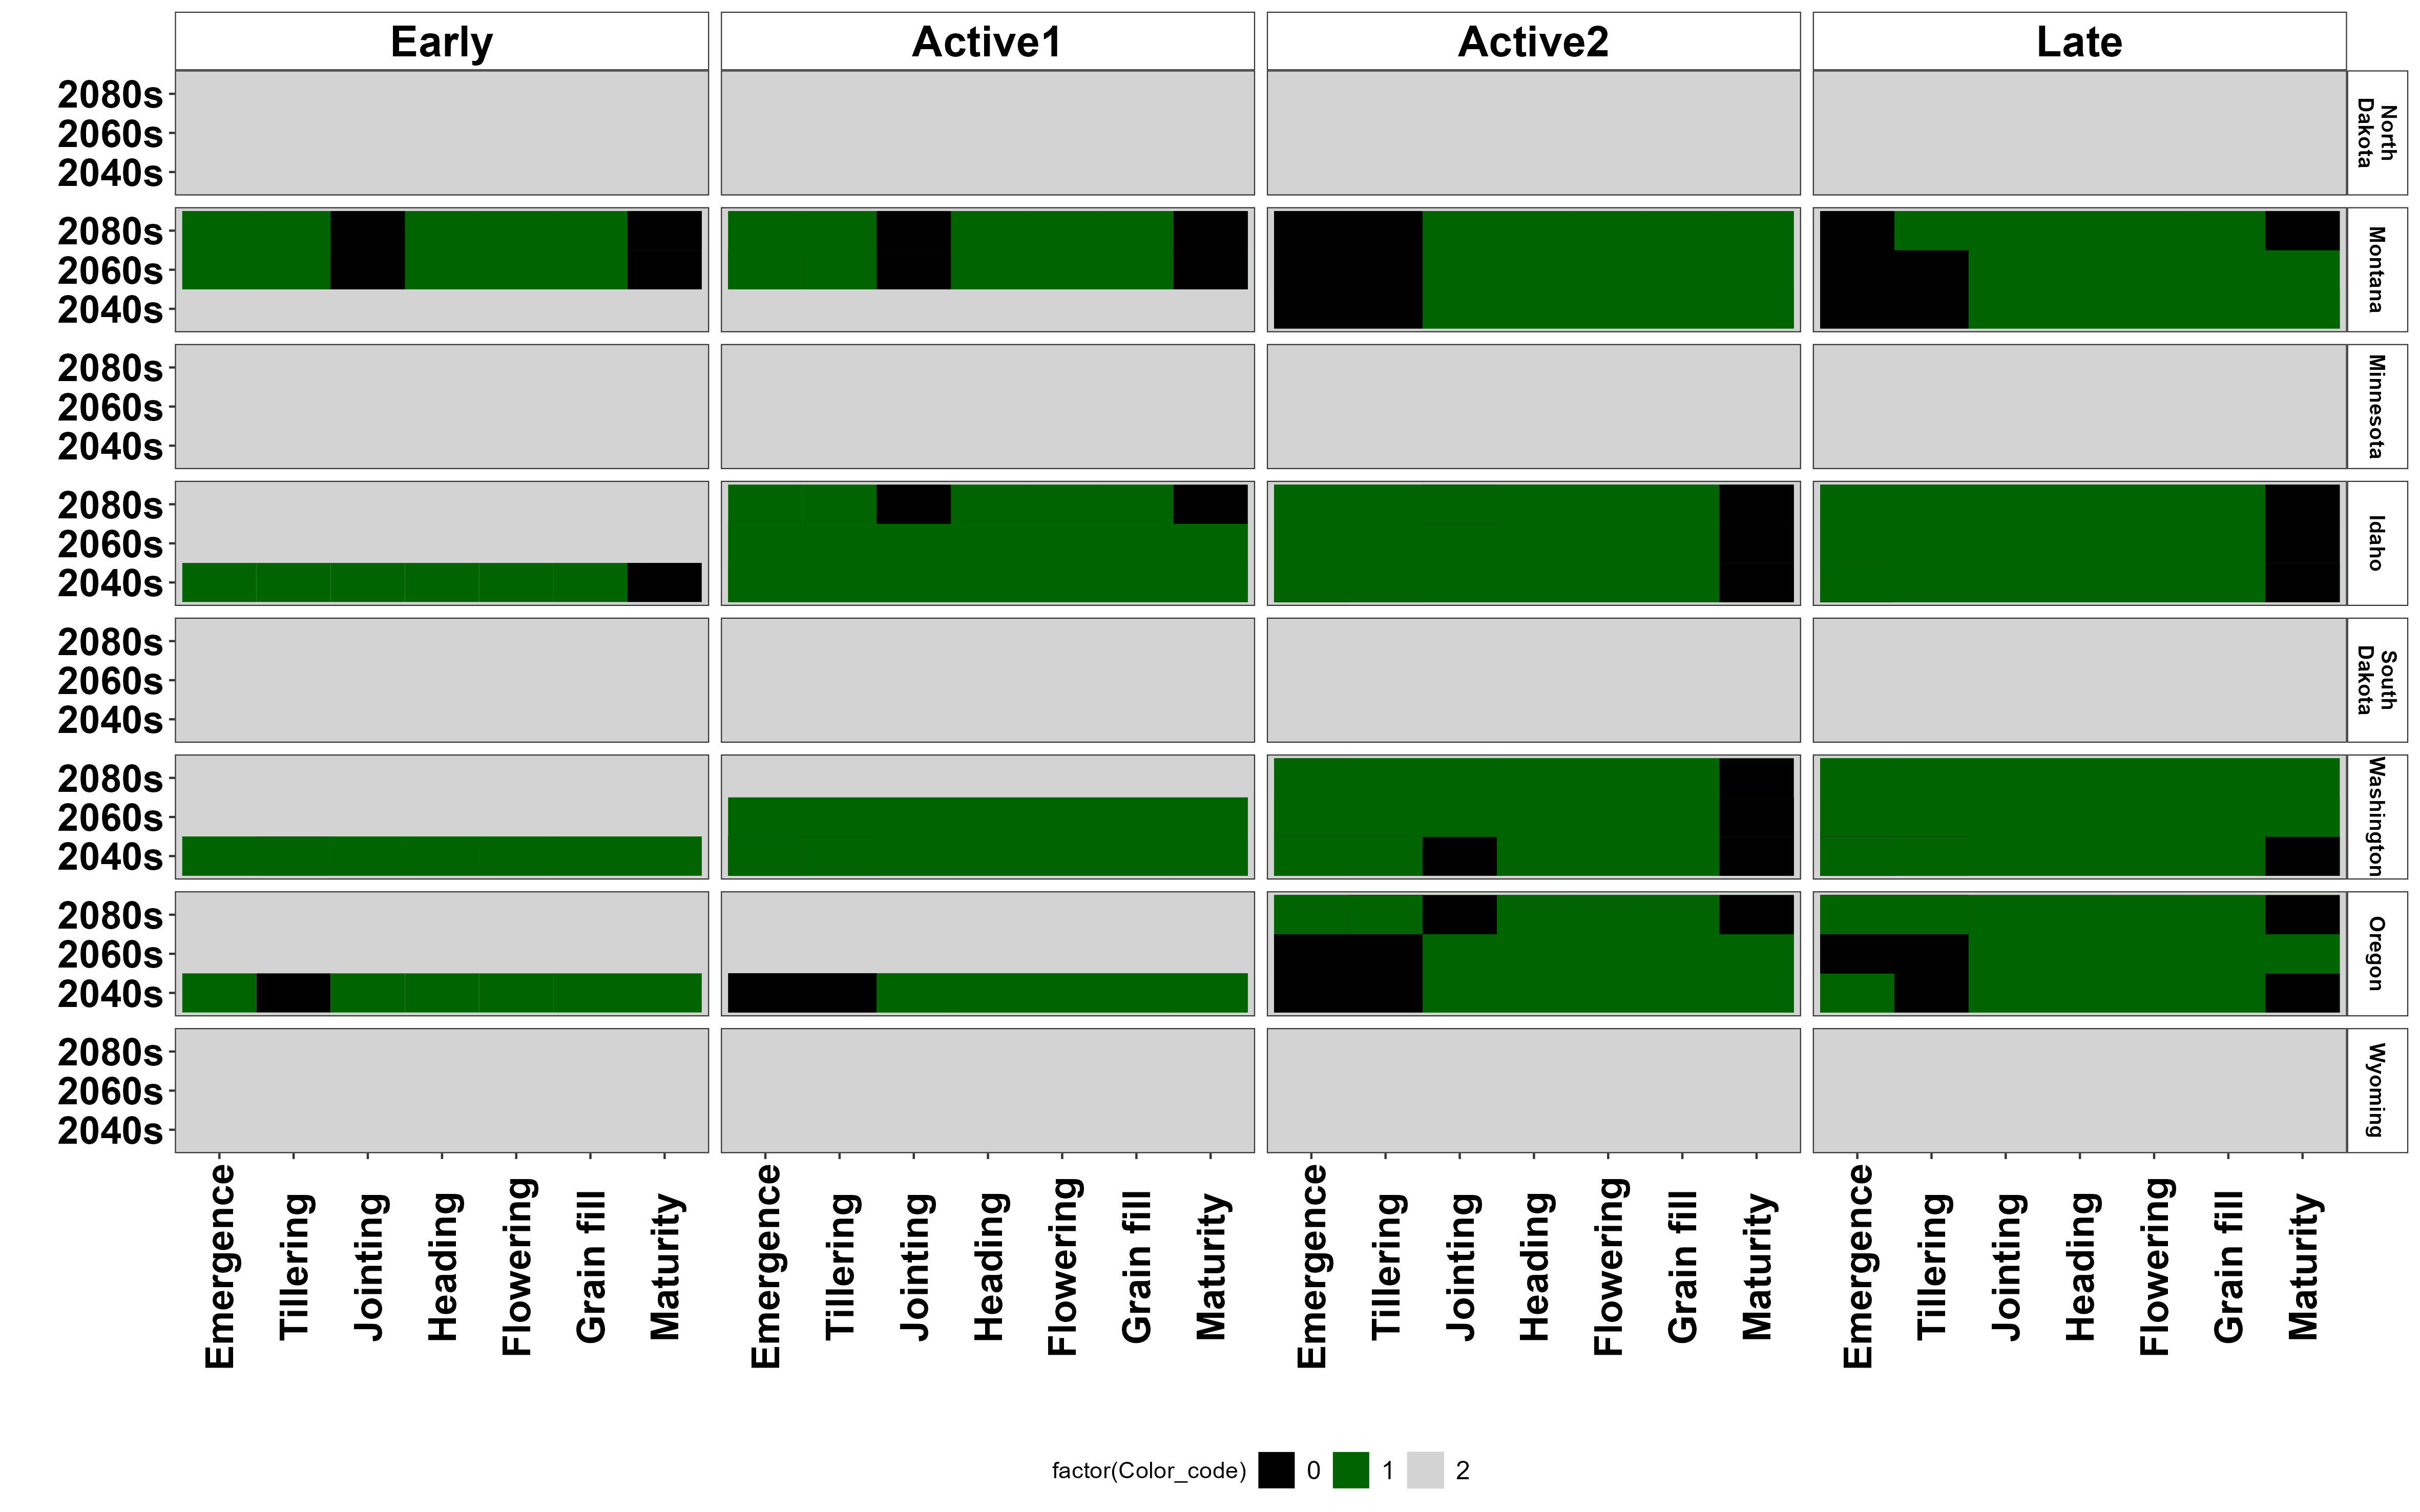 Early Active1 Active2 Late
2080s
2060s
2040s
North
Dakota
2080s
2060s
2040s
Montana
2080s
2060s
2040s
Minnesota
2080s
2060s
2040s
Idaho
2080s
2060s
2040s
South
Dakota
2080s
2060s
2040s
Washington
2080s
2060s
2040s
Oregon
2080s
2060s
2040s
Wyoming
Emergence
Tillering
Jointing
Heading
Flowering
Grain fill
Maturity
Emergence
Tillering
Jointing
Heading
Flowering
Grain fill
Maturity
Emergence
Tillering
Jointing
Heading
Flowering
Grain fill
Maturity
Emergence
Tillering
Jointing
Heading
Flowering
Grain fill
Maturity
factor(Color_code) 0 1 2